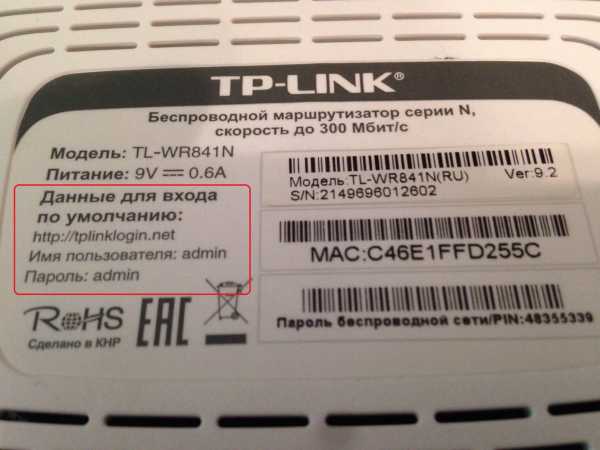 TP-LINK®
Беспроводной маршрутизатор серии N,
скорость до 300 Мбит/с
Модель: TL-WR841N
Питание: 9V 0.6A
Данные для входа
по умолчанию:
http://tplinklogin.net
Имя пользователя: admin
Пароль: admin
RoHS
EAC
Сделано в КНР
Модель:TL-WR841N(RU) Ver:9.2
S/N:2149696012602
MAC:C46E1FFD255C
Пароль беспроводной сети/PIN:48355339